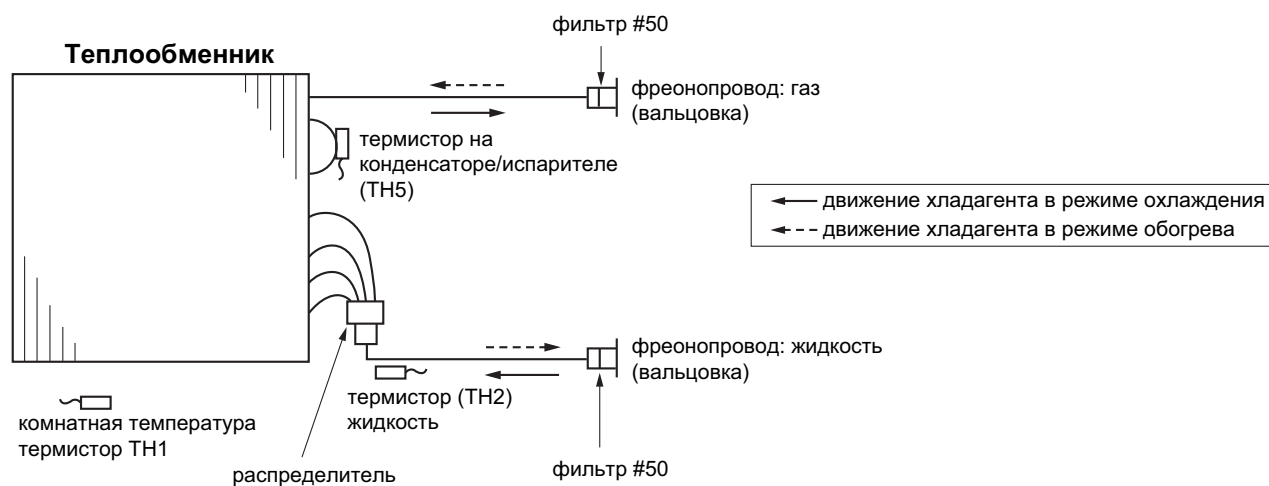 фильтр #50
Теплообменник
фреонопровод: газ
(вальцовка)
термистор на
конденсаторе/испарителе
(TH5)
движение хладагента в режиме охлаждения
движение хладагента в режиме обогрева
фреонопровод: жидкость
(вальцовка)
термистор (TH2)
жидкость
комнатная температура
термистор TH1
распределитель
фильтр #50